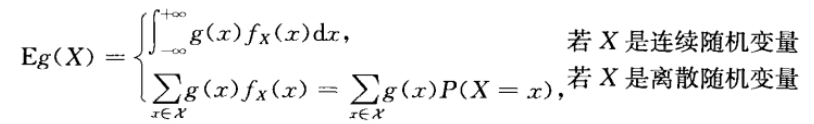 Eg(X) = { ∫_{-∞}^{+∞} g(x) f_X(x) dx, 若 X 是连续随机变量
∑_{x∈𝒳} g(x) f_X(x) = ∑_{x∈𝒳} g(x) P(X = x), 若 X 是离散随机变量